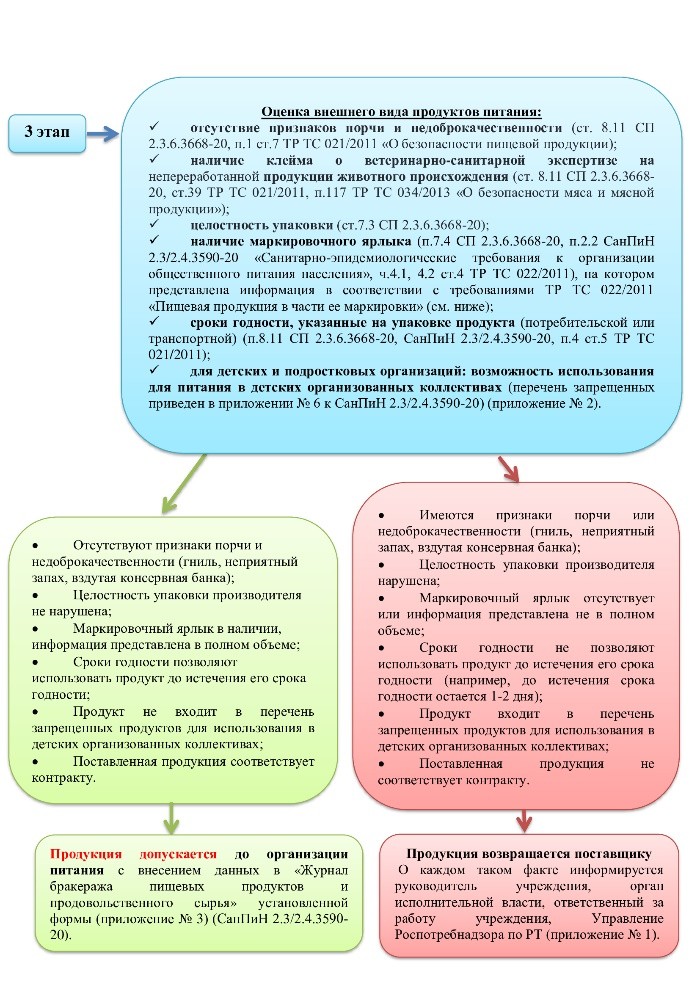 3 этап
Оценка внешнего вида продуктов питания:
✓ отсутствие признаков порчи и недоброкачественности (ст. 8.11 СП
2.3.6.3668-20, п.1 ст.7 ТР ТС 021/2011 «О безопасности пищевой продукции);
✓ наличие клейма о ветеринарно-санитарной экспертизе на
непереработанной продукции животного происхождения (ст. 8.11 СП 2.3.6.3668-
20, ст.39 ТР ТС 021/2011, п.117 ТР ТС 034/2013 «О безопасности мяса и мясной
продукции»);
✓ целостность упаковки (ст.7.3 СП 2.3.6.3668-20);
✓ наличие маркировочного ярлыка (п.7.4 СП 2.3.6.3668-20, п.2.2 СанПиН
2.3/2.4.3590-20 «Санитарно-эпидемиологические требования к организации
общественного питания населения», ч.4.1, 4.2 ст.4 ТР ТС 022/2011), на котором
представлена информация в соответствии с требованиями ТР ТС 022/2011
«Пищевая продукция в части ее маркировки» (см. ниже);
✓ сроки годности, указанные на упаковке продукта (потребительской или
транспортной) (п.8.11 СП 2.3.6.3668-20, СанПиН 2.3/2.4.3590-20, п.4 ст.5 ТР ТС
021/2011);
✓ для детских и подростковых организаций: возможность использования
для питания в детских организованных коллективах (перечень запрещенных
приведен в приложении № 6 к СанПиН 2.3/2.4.3590-20) (приложение № 2).
• Отсутствуют признаки порчи и
недоброкачественности (гниль, неприятный
запах, вздутая консервная банка);
• Целостность упаковки производителя
не нарушена;
• Маркировочный ярлык в наличии,
информация представлена в полном объеме;
• Сроки годности позволяют
использовать продукт до истечения его срока
годности;
• Продукт не входит в перечень
запрещенных продуктов для использования в
детских организованных коллективах;
• Поставленная продукция соответствует
контракту.
• Имеются признаки порчи или
недоброкачественности (гниль, неприятный
запах, вздутая консервная банка);
• Целостность упаковки производителя
нарушена;
• Маркировочный ярлык отсутствует
или информация представлена не в полном
объеме;
• Сроки годности не позволяют
использовать продукт до истечения его срока
годности (например, до истечения срока
годности остается 1-2 дня);
• Продукт входит в перечень
запрещенных продуктов для использования в
детских организованных коллективах;
• Поставленная продукция не
соответствует контракту.
Продукция допускается до организации
питания с внесением данных в «Журнал
бракеража пищевых продуктов и
продовольственного сырья» установленной
формы (приложение № 3) (СанПиН 2.3/2.4.3590-
20).
Продукция возвращается поставщику
О каждом таком факте информируется
руководитель учреждения, орган
исполнительной власти, ответственный за
работу учреждения, Управление
Роспотребнадзора по РТ (приложение № 1).